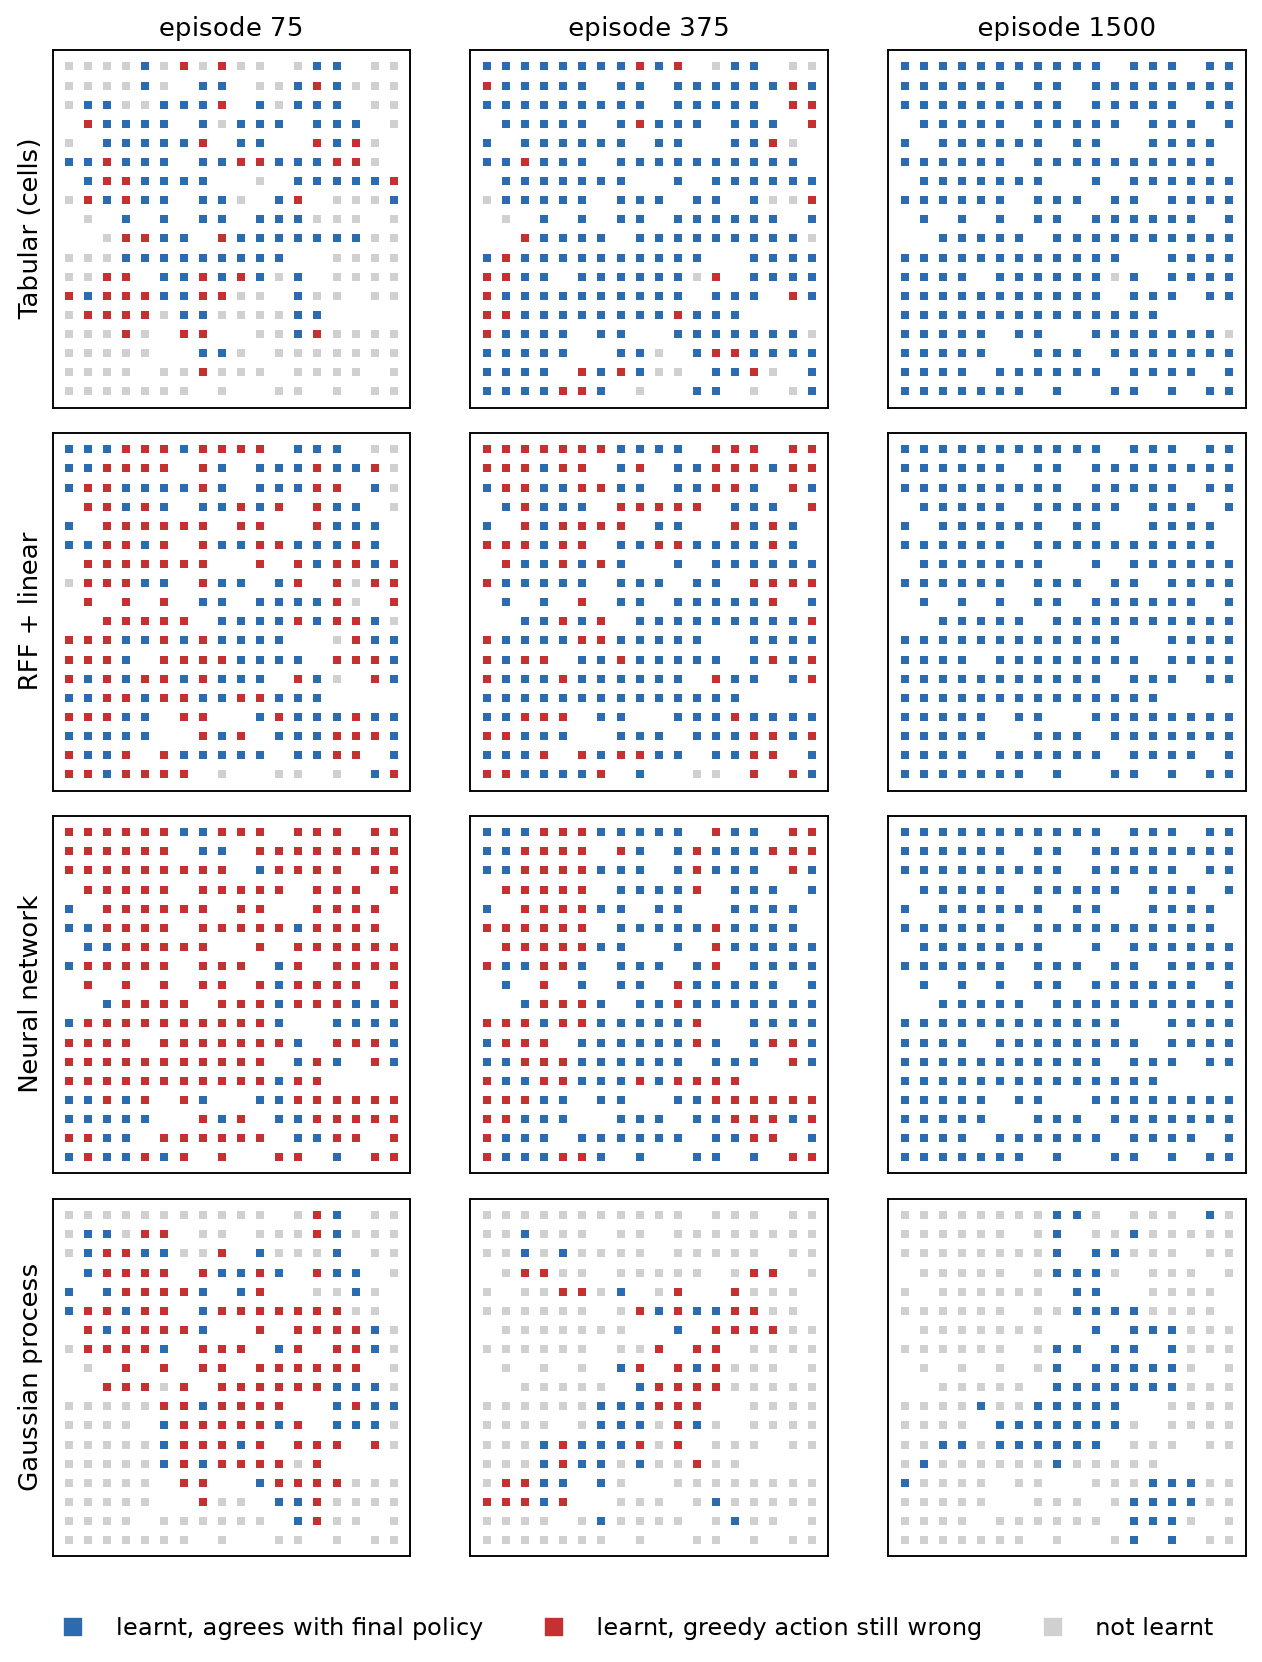 episode 75
episode 375
episode 1500
Tabular (cells)
RFF + linear
Neural network
Gaussian process
learnt, agrees with final policy
learnt, greedy action still wrong
not learnt